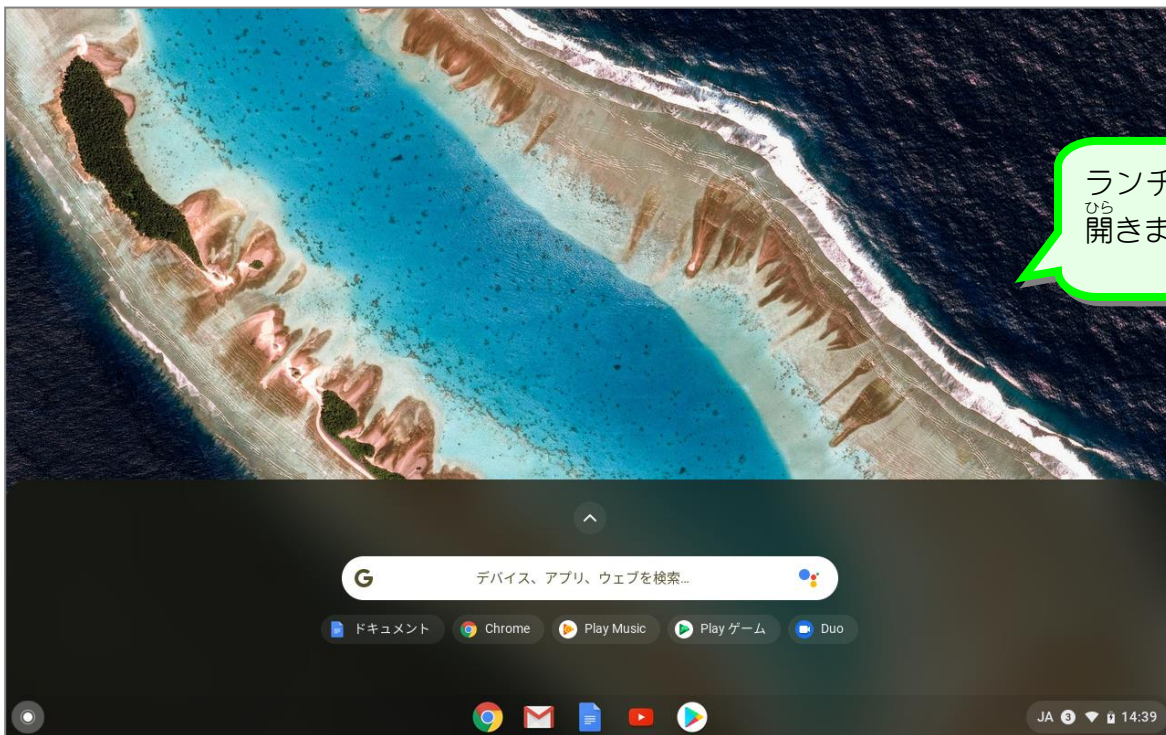 ランチ
ひら
開きま
デバイス、アプリ、ウェブを検索...
ドキュメント Chrome Play Music Play ゲーム Duo
JA 3 14:39